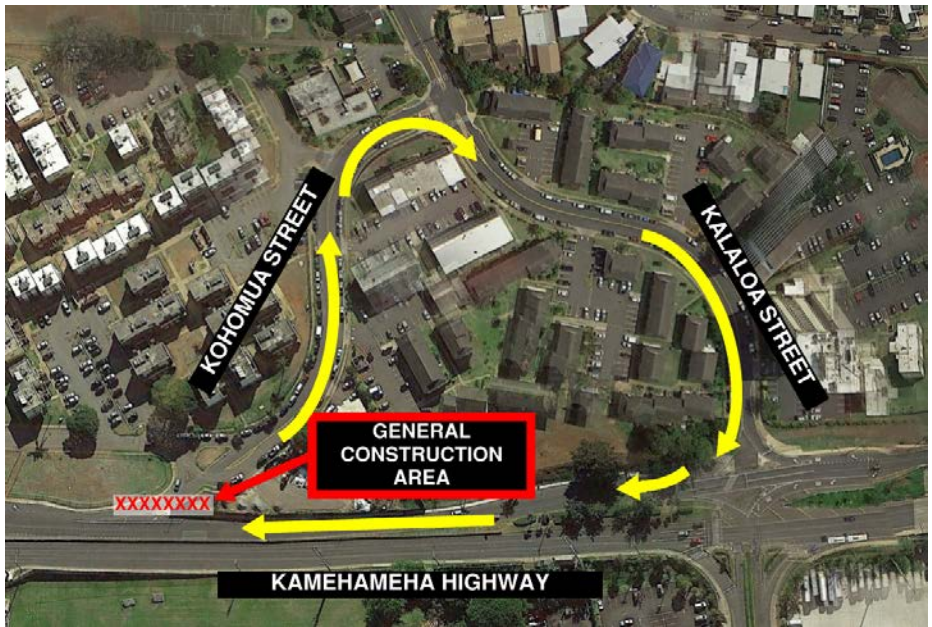 KOHOMUA STREET
KALALOA STREET
GENERAL
CONSTRUCTION
AREA
XXXXXXXX
KAMEHAMEHA HIGHWAY